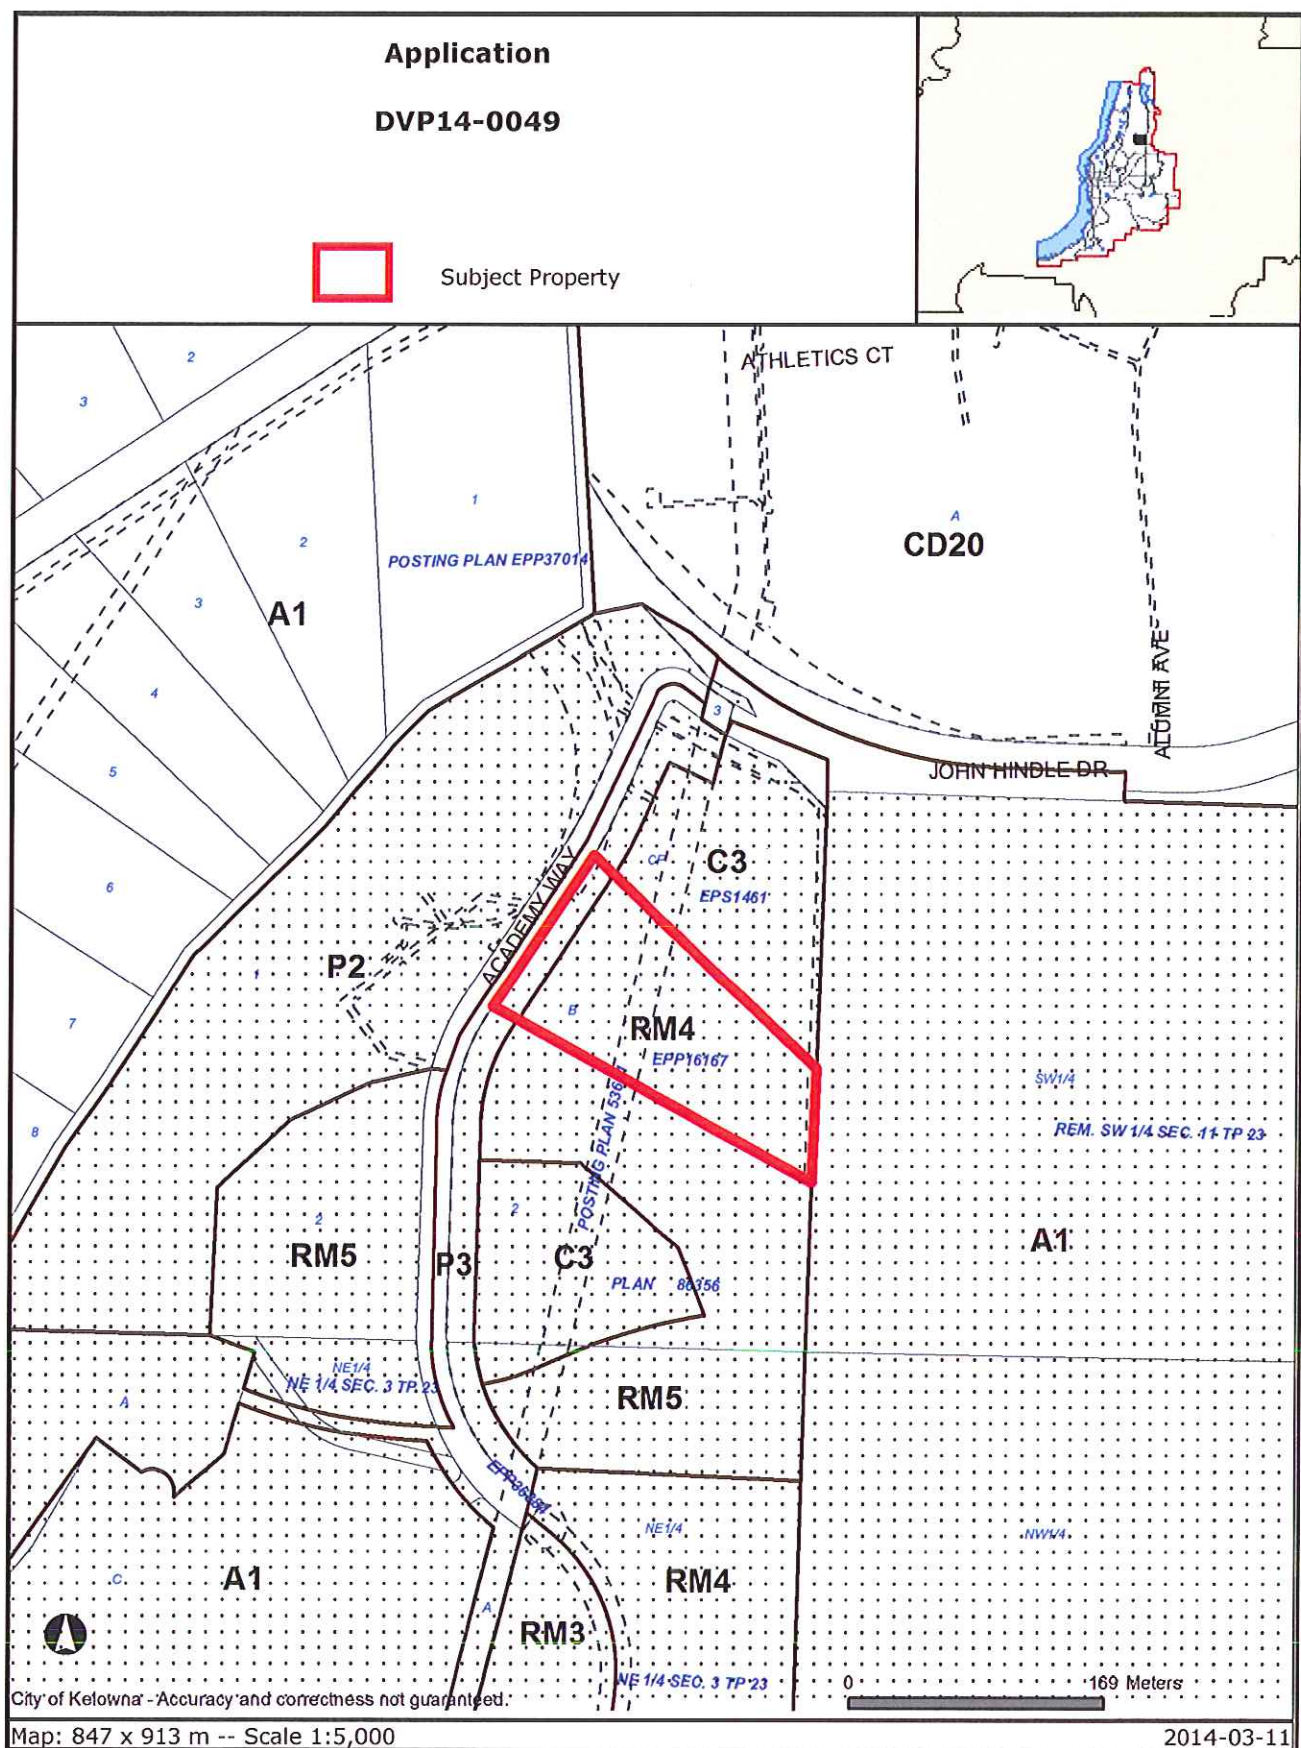 Application
DVP14-0049
Subject Property
ATHLETICS CT
2
3
1
2
POSTING PLAN EPP37014
A
CD20
3
A1
4
ALUMNI AVE
3
5
JOHN HINDLE DR
6
CP
C3
EPS1461
ACADEMY WAY
P2
1
B
RM4
EPP16167
7
POSTING PLAN
SW1/4
8
REM. SW 1/4 SEC. 11 TP 23
2
2
RM5
P3
C3
A1
PLAN 86356
NE1/4
NE 1/4 SEC. 3 TP 23
A
RM5
NE1/4
NW1/4
C
A1
RM4
A
RM3
NE 1/4 SEC. 3 TP 23
0 169 Meters
City of Kelowna - Accuracy and correctness not guaranteed.
Map: 847 x 913 m -- Scale 1:5,000
2014-03-11